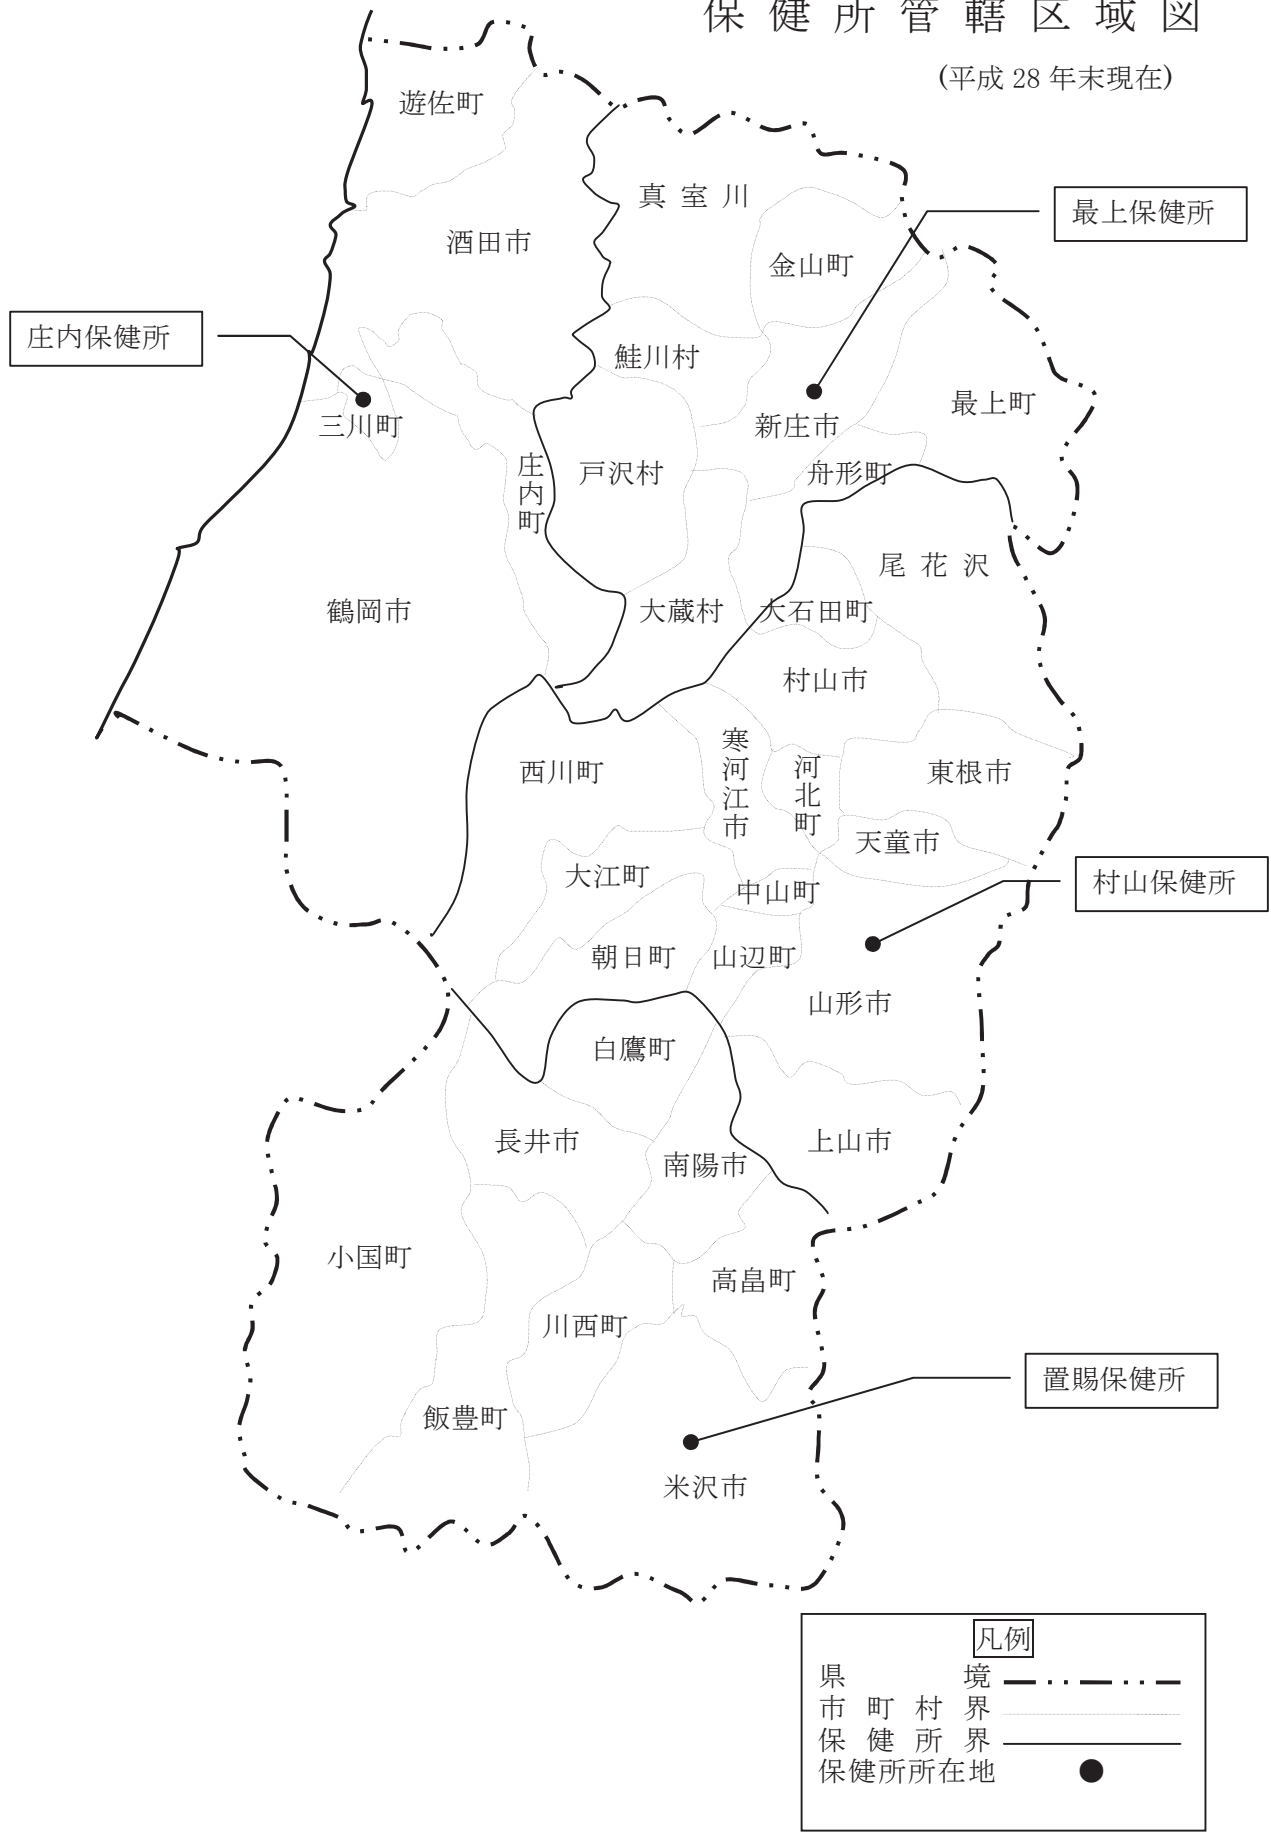 保健所管轄区域図
(平成 28 年末現在)
遊佐町
真室川
最上保健所
酒田市
金山町
庄内保健所
鮭川村
最上町
三川町
新庄市
庄内町
戸沢村
舟形町
尾花沢
鶴岡市
大蔵村
大石田町
村山市
西川町
寒河江市
河北町
東根市
天童市
大江町
中山町
村山保健所
朝日町
山辺町
山形市
白鷹町
長井市
南陽市
上山市
小国町
高畠町
川西町
置賜保健所
飯豊町
米沢市
凡例
県境
市町村界
保健所界
保健所所在地